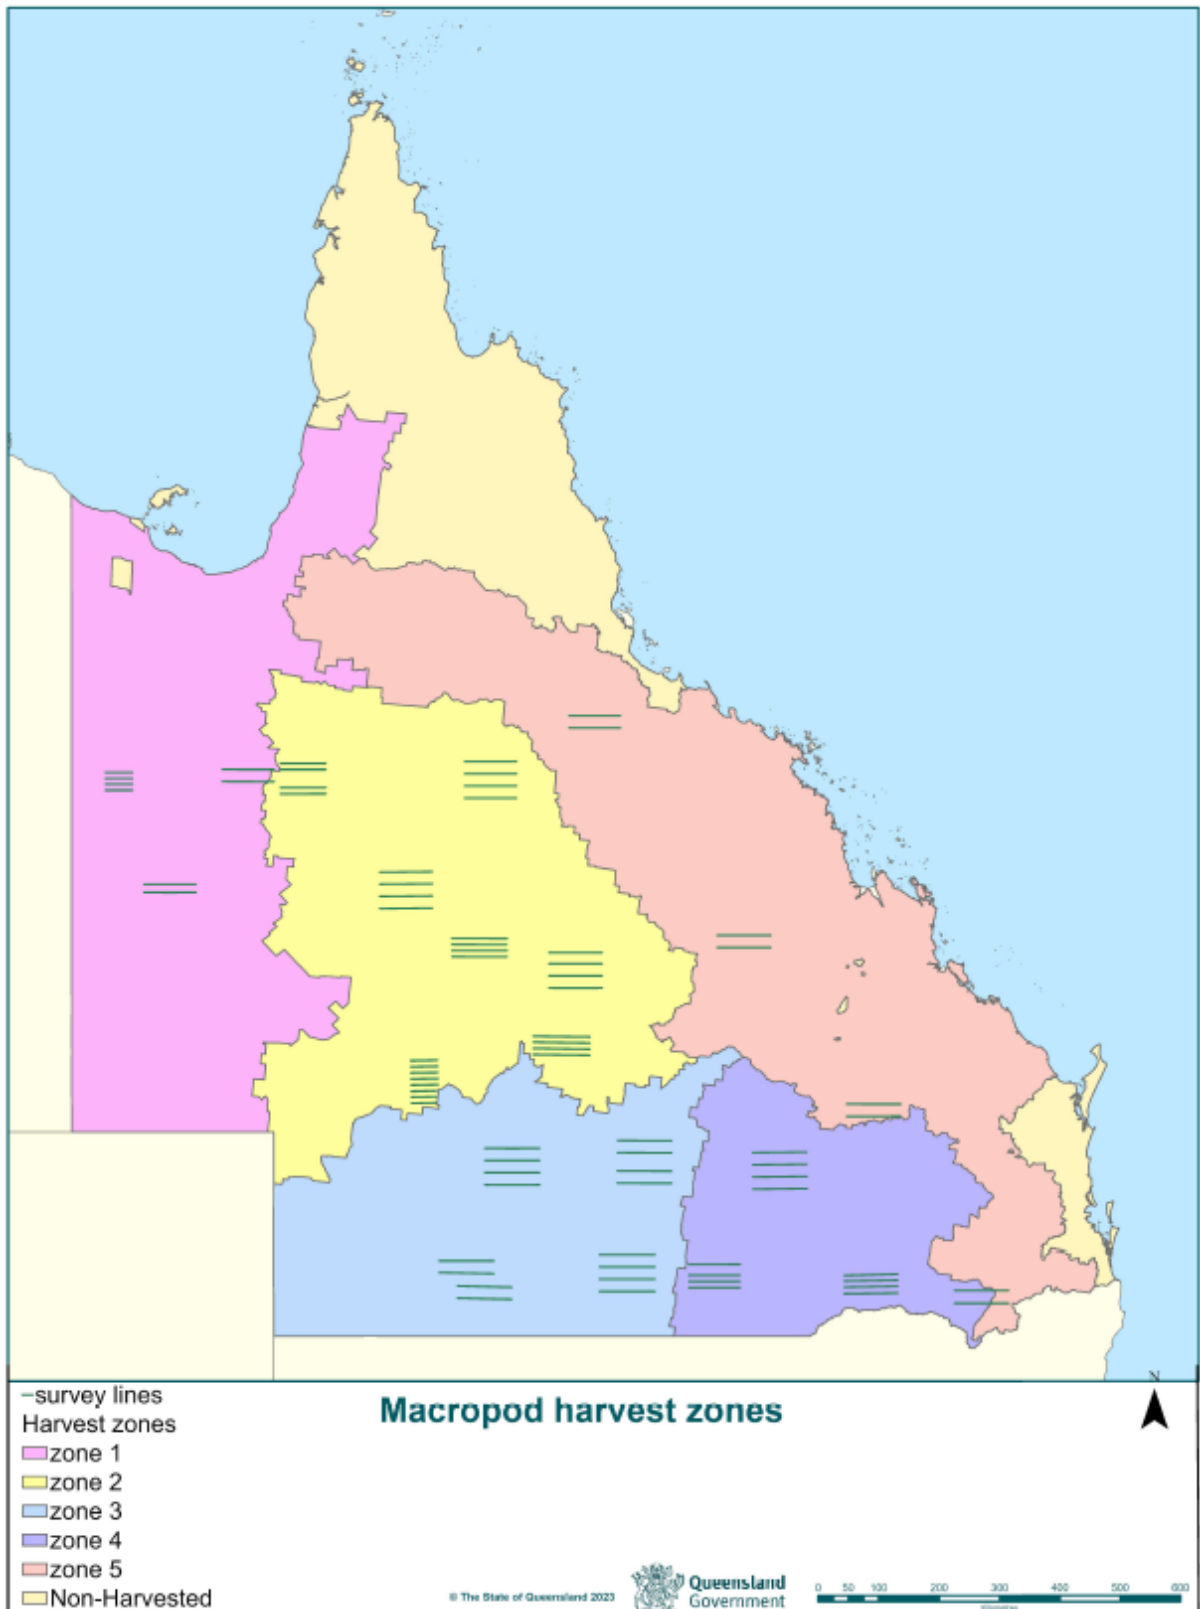 N
–survey lines
Macropod harvest zones
Harvest zones
zone 1
zone 2
zone 3
zone 4
zone 5
Non-Harvested
© The State of Queensland 2023
Queensland
Government
0 50 100 200 300 400 500 600